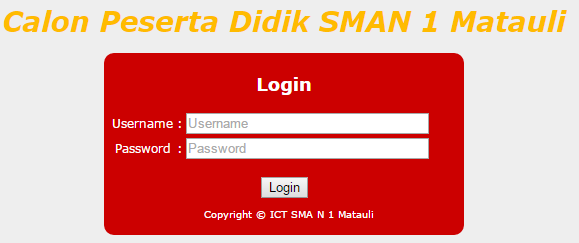 Calon Peserta Didik SMAN 1 Matauli
Login
Username : Username
Password : Password
Login
Copyright © ICT SMA N 1 Matauli